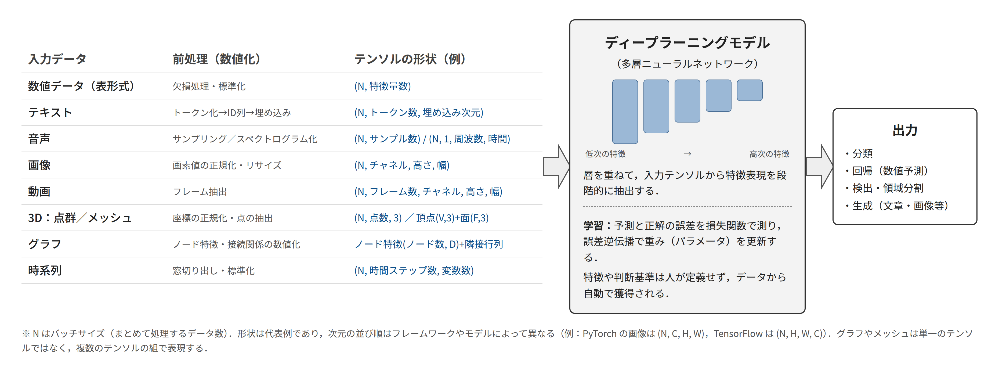 入力データ 前処理（数値化） テンソルの形状（例）
数値データ（表形式） 欠損処理・標準化 (N, 特徴量数)
テキスト トークン化→ID列→埋め込み (N, トークン数, 埋め込み次元)
音声 サンプリング／スペクトログラム化 (N, サンプル数) / (N, 1, 周波数, 時間)
画像 画素値の正規化・リサイズ (N, チャネル, 高さ, 幅)
動画 フレーム抽出 (N, フレーム数, チャネル, 高さ, 幅)
3D：点群／メッシュ 座標の正規化・点の抽出 (N, 点数, 3) ／ 頂点(V,3)+面(F,3)
グラフ ノード特徴・接続関係の数値化 ノード特徴(ノード数, D)+隣接行列
時系列 窓切り出し・標準化 (N, 時間ステップ数, 変数数)
ディープラーニングモデル
（多層ニューラルネットワーク）
低次の特徴 → 高次の特徴
層を重ねて，入力テンソルから特徴表現を段
階的に抽出する．
学習：予測と正解の誤差を損失関数で測り，
誤差逆伝播で重み（パラメータ）を更新す
る．
特徴や判断基準は人が定義せず，データから
自動で獲得される．
出力
・分類
・回帰（数値予測）
・検出・領域分割
・生成（文章・画像等）
※ N はバッチサイズ（まとめて処理するデータ数）．形状は代表例であり，次元の並び順はフレームワークやモデルによって異なる（例：PyTorch の画像は (N, C, H, W)，TensorFlow は (N, H, W, C)）．グラフやメッシュは単一のテンソ
ルではなく，複数のテンソルの組で表現する．